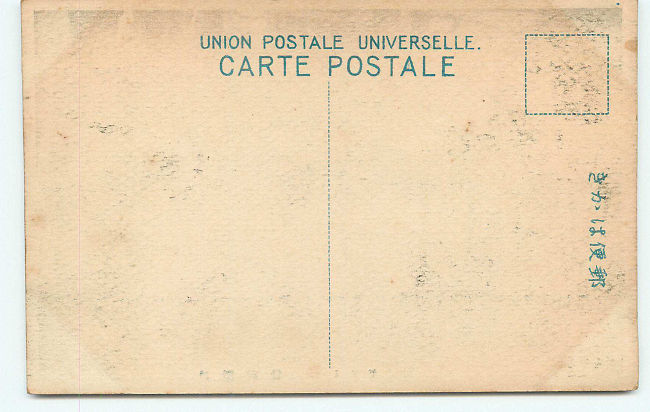 UNION POSTALE UNIVERSELLE.
CARTE POSTALE
郵便はがき